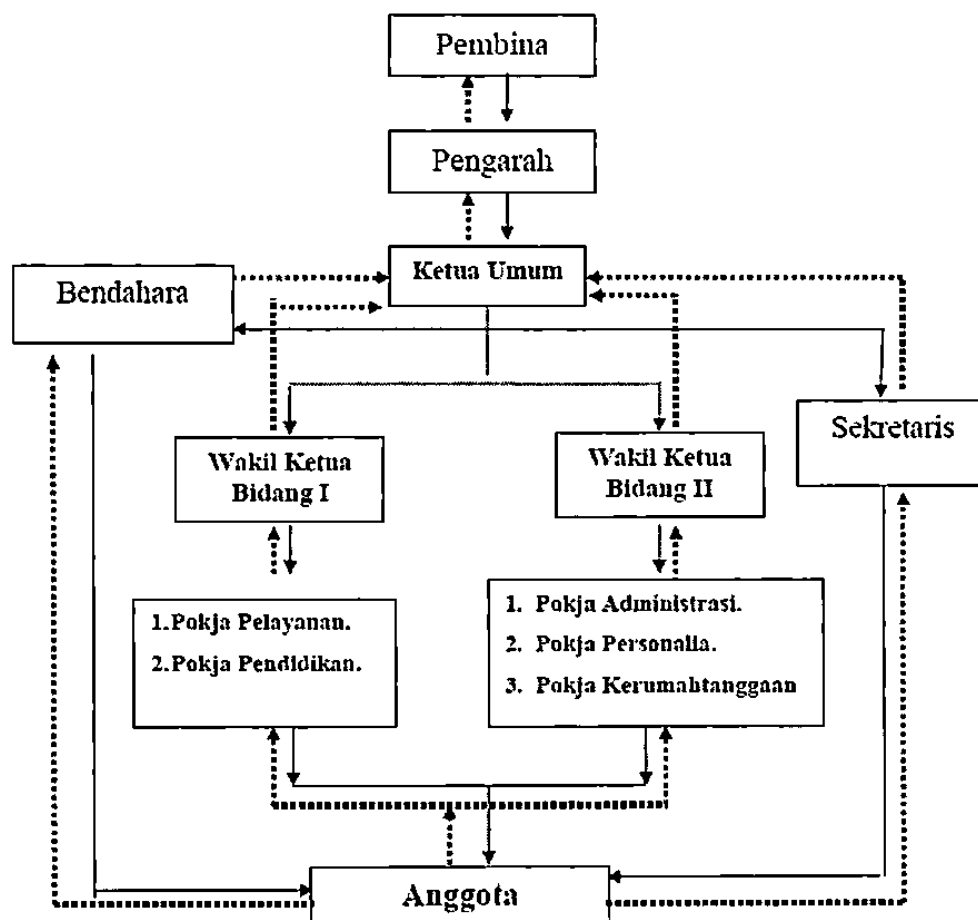 Pembina
Pengarah
Ketua Umum
Bendahara
Sekretaris
Wakil Ketua
Bidang I
Wakil Ketua
Bidang II
1.Pokja Pelayanan.
2.Pokja Pendidikan.
1. Pokja Administrasi.
2. Pokja Personalia.
3. Pokja Kerumahtanggaan
Anggota